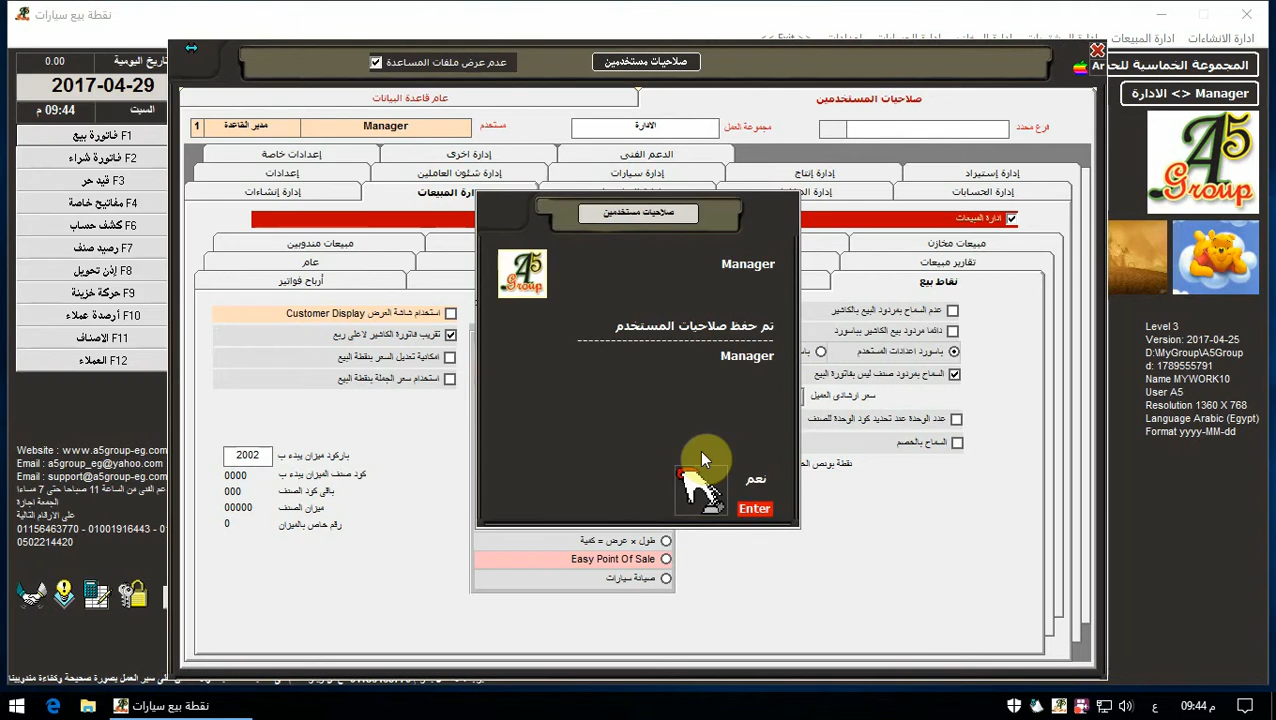 نقطة بيع سيارات
ادارة الانشاءات
ادارة المبيعات
المجموعة الخماسية للحـ
Manager <> الادارة
A5
Group
0.00
تاريخ اليومية
2017-04-29
09:44 م
السبت
F1 فاتورة بيع
F2 فاتورة شراء
F3 قيد حر
F4 مفاتيح خاصة
F6 كشف حساب
F7 رصيد صنف
F8 إذن تحويل
F9 حركة خزينة
F10 أرصدة عملاء
F11 الاصناف
F12 العملاء
Website : www.a5group-eg.com
Email : a5group_eg@yahoo.com
Email : support@a5group-eg.com
01156463770 - 01001916443 -
0502214420
Level 3
Version: 2017-04-25
D:\MyGroup\A5Group
d: 1789555791
Name MYWORK10
User A5
Resolution 1360 X 768
Language Arabic (Egypt)
Format yyyy-MM-dd
عدم عرض ملفات المساعدة
صلاحيات مستخدمين
Ar
صلاحيات المستخدمين
عام قاعدة البيانات
فرع محدد
مجموعة العمل
الادارة
مستخدم
Manager
مدير القاعدة
1
الدعم الفنى
إدارة اخرى
إعدادات خاصة
إدارة إستيراد
إدارة إنتاج
إدارة سيارات
إدارة شئون العاملين
إعدادات
إدارة الحسابات
إدارة إنشاءات
ادارة المبيعات
مبيعات مخازن
مبيعات مندوبين
تقارير مبيعات
عام
نقاط بيع
أرباح فواتير
عدم السماح بمردود البيع بالكاشير
دائما مردود بيع الكاشير بباسورد
باسورد اعدادات المستخدم
السماح بمردود صنف ليس بفاتورة البيع
سعر ارشادى العميل
عدد الوحدة عند تحديد كود الوحدة للصنف
السماح بالخصم
استخدام شاشة العرض Customer Display
تقريب فاتورة الكاشير لاعلى ربع
امكانية تعديل السعر بنقطة البيع
استخدام سعر الجملة بنقطة البيع
باركود ميزان يبدء ب 2002
كود صنف الميزان يبدء ب 0000
باقى كود الصنف 000
ميزان الصنف 00000
رقم خاص بالميزان 0
طول × عرض = كمية
Easy Point Of Sale
صيانة سيارات
صلاحيات مستخدمين
A5
Group
Manager
تم حفظ صلاحيات المستخدم
Manager
نعم
Enter
نقطة بيع سيارات
ع
09:44 م